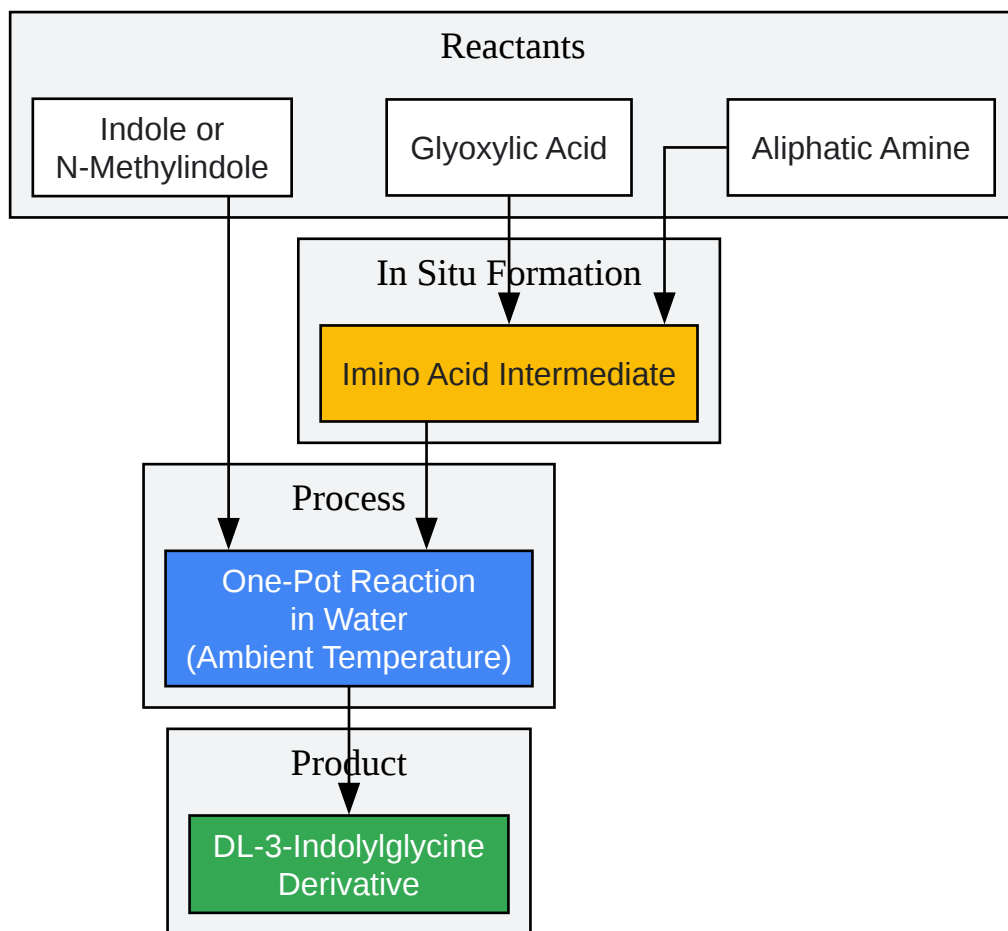 Reactants
Indole or
N-Methylindole
Glyoxylic Acid
Aliphatic Amine
In Situ Formation
Imino Acid Intermediate
Process
One-Pot Reaction
in Water
(Ambient Temperature)
Product
DL-3-Indolylglycine
Derivative